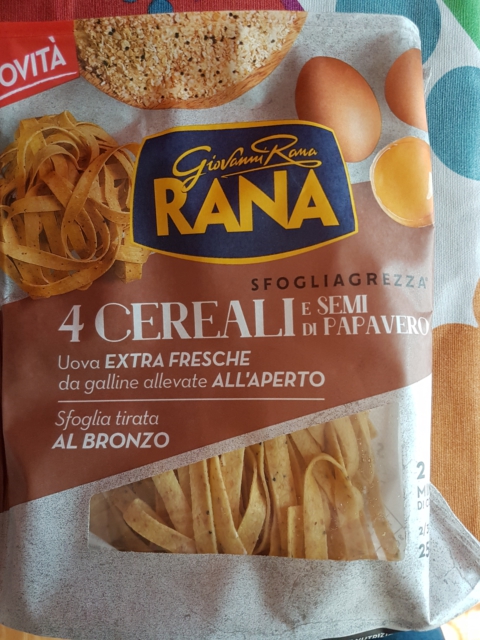 OVITÀ
Giovanni Rana
RANA
SFOGLIAGREZZA
4 CEREALI E SEMI DI PAPAVERO
Uova EXTRA FRESCHE
da galline allevate ALL'APERTO
Sfoglia tirata
AL BRONZO